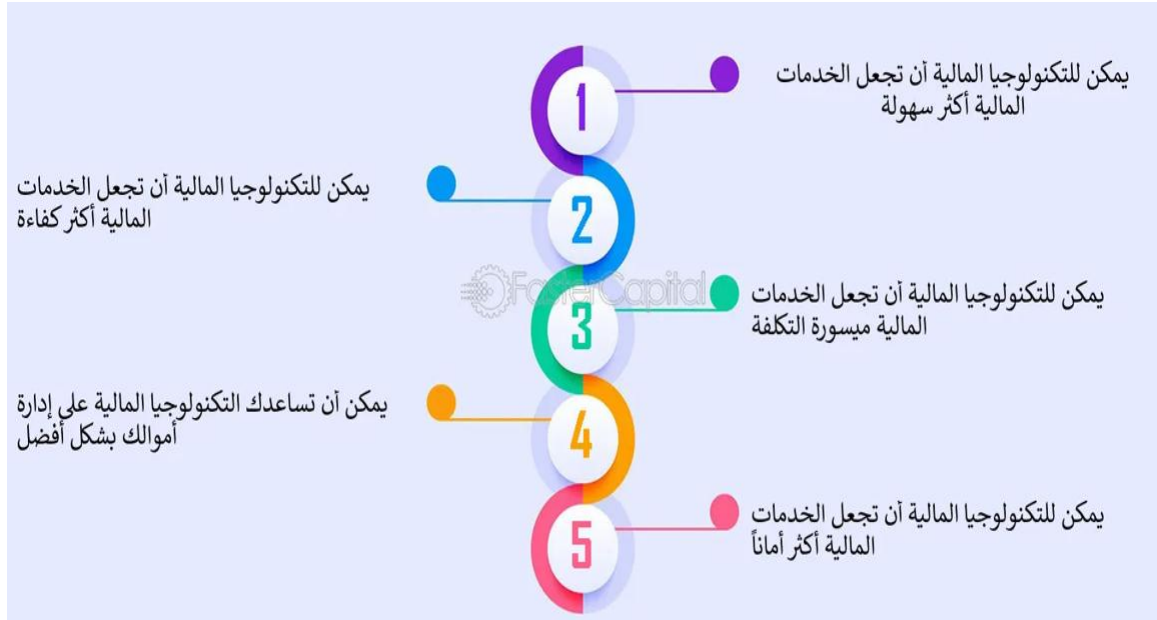 1
يمكن للتكنولوجيا المالية أن تجعل الخدمات
المالية أكثر سهولة
2
يمكن للتكنولوجيا المالية أن تجعل الخدمات
المالية أكثر كفاءة
FasterCapital
3
يمكن للتكنولوجيا المالية أن تجعل الخدمات
المالية ميسورة التكلفة
4
يمكن أن تساعدك التكنولوجيا المالية على إدارة
أموالك بشكل أفضل
5
يمكن للتكنولوجيا المالية أن تجعل الخدمات
المالية أكثر أماناً